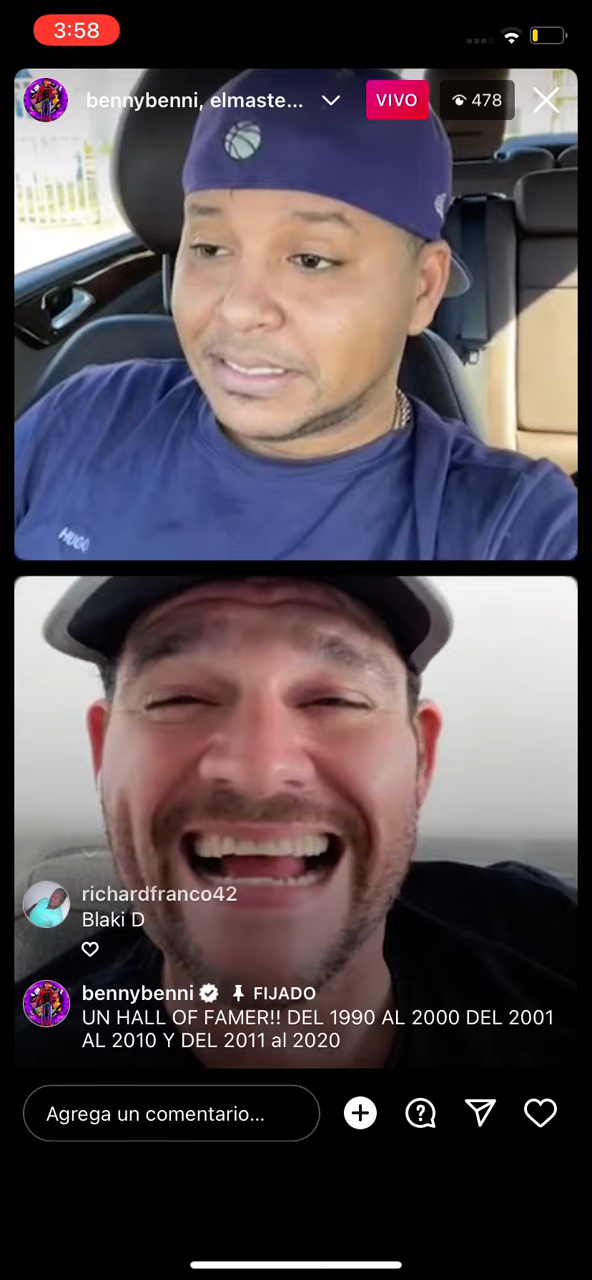 3:58
bennybenni, elmaste...
VIVO
478
HUGO
richardfranco42
Blaki D
bennybenni
FIJADO
UN HALL OF FAMER!! DEL 1990 AL 2000 DEL 2001
AL 2010 Y DEL 2011 al 2020
Agrega un comentario...